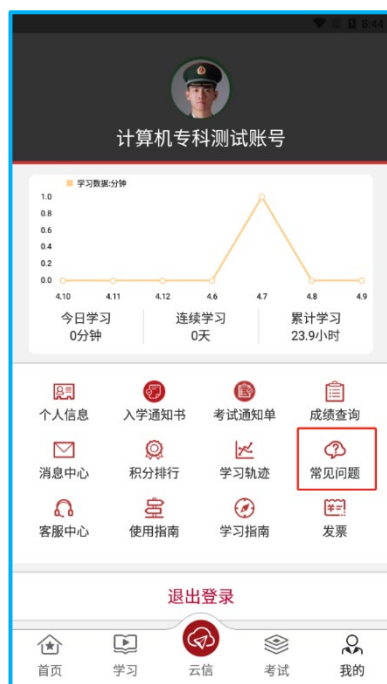 8:44
计算机专科测试账号
学习数据:分钟
1.0
0.8
0.6
0.4
0.2
0.0
4.10 4.11 4.12 4.6 4.7 4.8 4.9
今日学习 连续学习 累计学习
0分钟 0天 23.9小时
个人信息 入学通知书 考试通知单 成绩查询
消息中心 积分排行 学习轨迹 常见问题
客服中心 使用指南 学习指南 发票
退出登录
首页 学习 云信 考试 我的